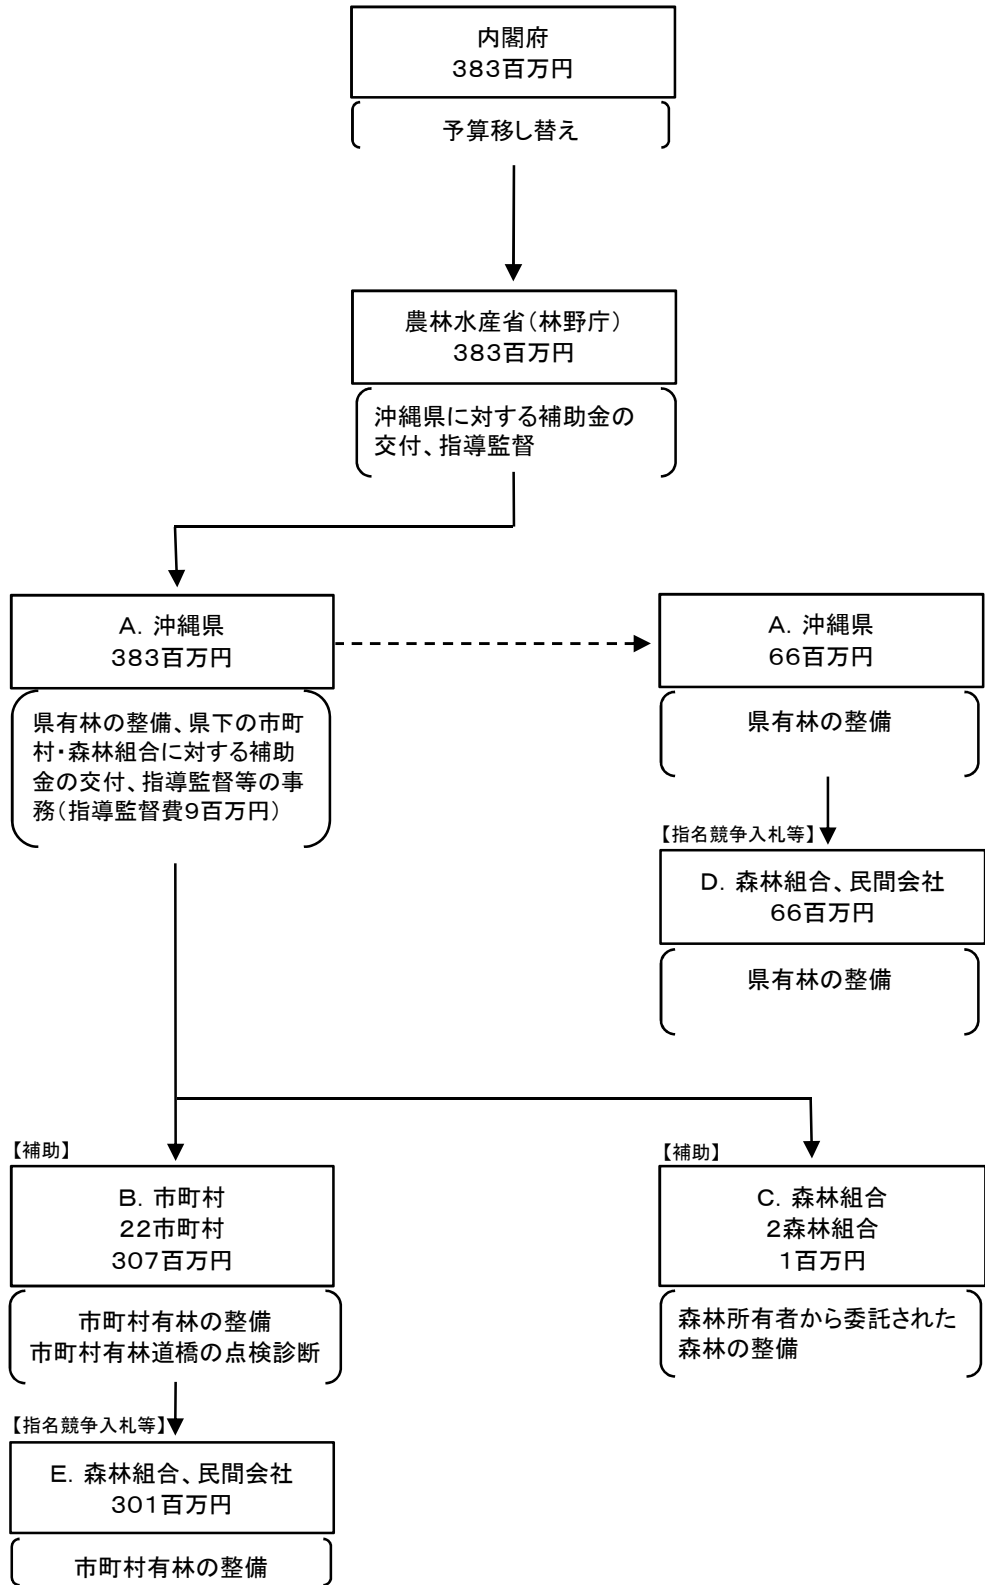 内閣府
383百万円
予算移し替え
農林水産省（林野庁）
383百万円
沖縄県に対する補助金の
交付、指導監督
A．沖縄県
383百万円
県有林の整備、県下の市町
村・森林組合に対する補助
金の交付、指導監督等の事
務（指導監督費９百万円）
A．沖縄県
66百万円
県有林の整備
【指名競争入札等】
D．森林組合、民間会社
66百万円
県有林の整備
【補助】
B．市町村
22市町村
307百万円
市町村有林の整備
市町村有林道橋の点検診断
【補助】
C．森林組合
2森林組合
1百万円
森林所有者から委託された
森林の整備
【指名競争入札等】
E．森林組合、民間会社
301百万円
市町村有林の整備